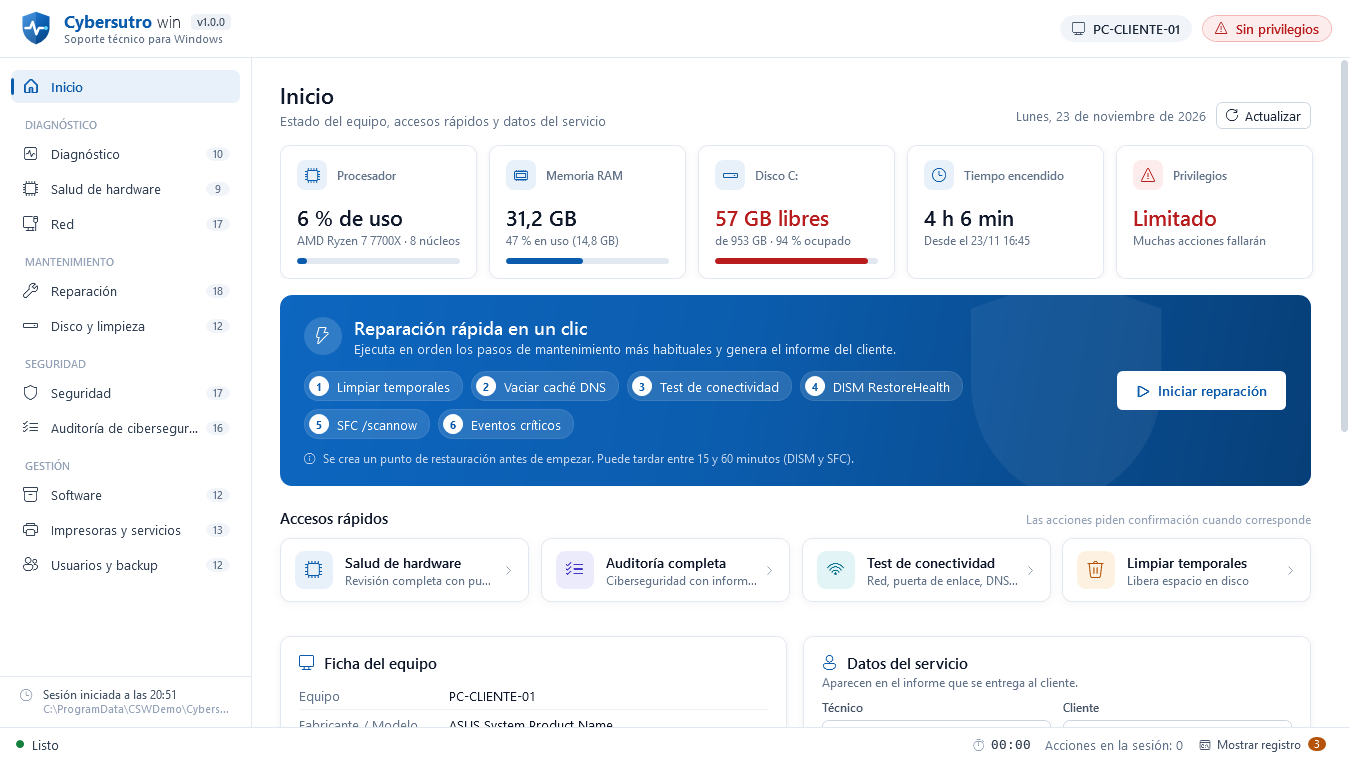 Cybersutro win v1.0.0
Soporte técnico para Windows
PC-CLIENTE-01
Sin privilegios
Inicio
DIAGNÓSTICO
Diagnóstico 10
Salud de hardware 9
Red 17
MANTENIMIENTO
Reparación 18
Disco y limpieza 12
SEGURIDAD
Seguridad 17
Auditoría de cibersegur... 16
GESTIÓN
Software 12
Impresoras y servicios 13
Usuarios y backup 12
Sesión iniciada a las 20:51
C:\ProgramData\CSWDemo\Cybers...
Inicio
Estado del equipo, accesos rápidos y datos del servicio
Lunes, 23 de noviembre de 2026
Actualizar
Procesador
6 % de uso
AMD Ryzen 7 7700X · 8 núcleos
Memoria RAM
31,2 GB
47 % en uso (14,8 GB)
Disco C:
57 GB libres
de 953 GB · 94 % ocupado
Tiempo encendido
4 h 6 min
Desde el 23/11 16:45
Privilegios
Limitado
Muchas acciones fallarán
Reparación rápida en un clic
Ejecuta en orden los pasos de mantenimiento más habituales y genera el informe del cliente.
1 Limpiar temporales
2 Vaciar caché DNS
3 Test de conectividad
4 DISM RestoreHealth
5 SFC /scannow
6 Eventos críticos
Se crea un punto de restauración antes de empezar. Puede tardar entre 15 y 60 minutos (DISM y SFC).
Iniciar reparación
Accesos rápidos
Las acciones piden confirmación cuando corresponde
Salud de hardware
Revisión completa con pu...
Auditoría completa
Ciberseguridad con inform...
Test de conectividad
Red, puerta de enlace, DNS...
Limpiar temporales
Libera espacio en disco
Ficha del equipo
Equipo PC-CLIENTE-01
Fabricante / Modelo ASUS System Product Name
Datos del servicio
Aparecen en el informe que se entrega al cliente.
Técnico
Cliente
Listo
00:00
Acciones en la sesión: 0
Mostrar registro 3